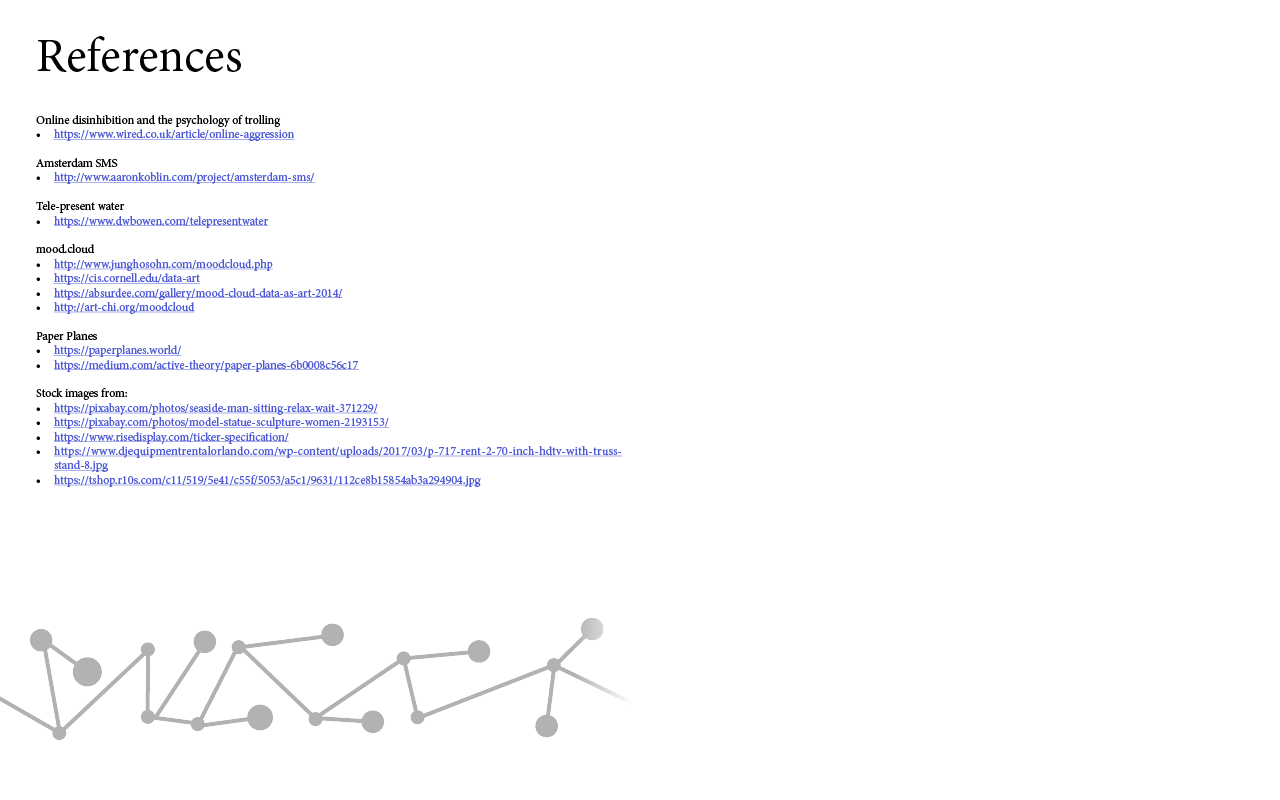 References
Online disinhibition and the psychology of trolling
• https://www.wired.co.uk/article/online-aggression
Amsterdam SMS
• http://www.aaronkoblin.com/project/amsterdam-sms/
Tele-present water
• https://www.dwbowen.com/telepresentwater
mood.cloud
• http://www.junghosohn.com/moodcloud.php
• https://cis.cornell.edu/data-art
• https://absurdee.com/gallery/mood-cloud-data-as-art-2014/
• http://art-chi.org/moodcloud
Paper Planes
• https://paperplanes.world/
• https://medium.com/active-theory/paper-planes-6b0008c56c17
Stock images from:
• https://pixabay.com/photos/seaside-man-sitting-relax-wait-371229/
• https://pixabay.com/photos/model-statue-sculpture-women-2193153/
• https://www.risedisplay.com/ticker-specification/
• https://www.djequipmentrentalorlando.com/wp-content/uploads/2017/03/p-717-rent-2-70-inch-hdtv-with-truss-
stand-8.jpg
• https://tshop.r10s.com/c11/519/5e41/c55f/5053/a5c1/9631/112ce8b15854ab3a294904.jpg